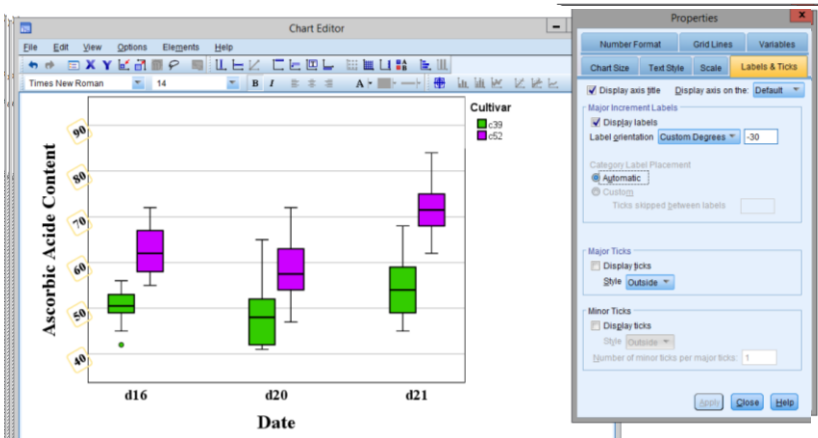 Chart Editor
File Edit View Options Elements Help
X Y
Times New Roman 14 B I A
90
80
70
60
50
40
Ascorbic Acide Content
d16 d20 d21
Date
Cultivar
c39
c52
Properties
x
Number Format Grid Lines Variables
Chart Size Text Style Scale Labels & Ticks
Display axis title Display axis on the: Default
Major Increment Labels
Display labels
Label orientation Custom Degrees -30
Category Label Placement
Automatic
Custom
Ticks skipped between labels
Major Ticks
Display ticks
Style Outside
Minor Ticks
Display ticks
Style Outside
Number of minor ticks per major ticks: 1
Apply Close Help